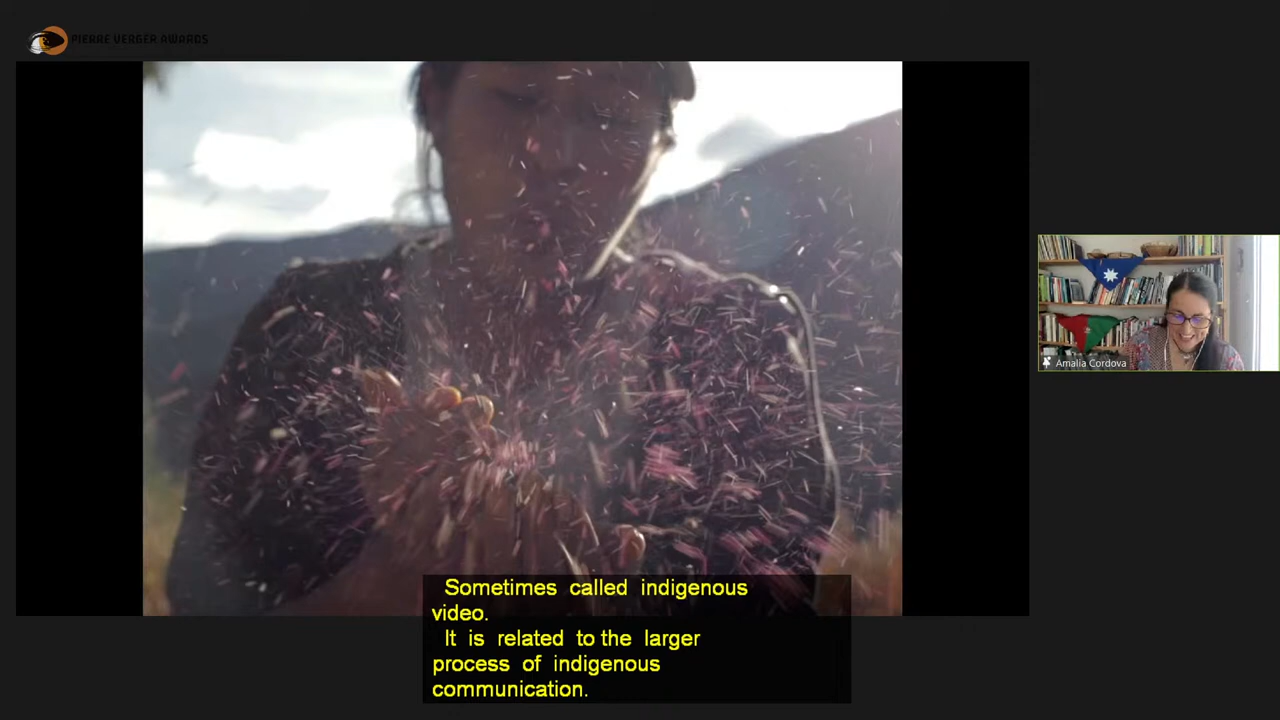 PIERRE VERGER AWARDS
Amalia Cordova
Sometimes called indigenous
video.
It is related to the larger
process of indigenous
communication.